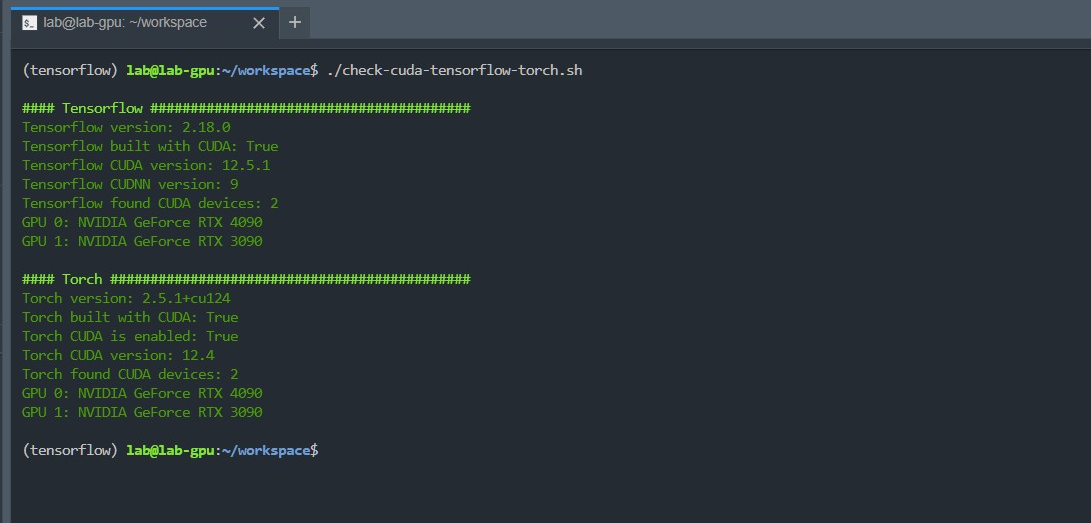 lab@lab-gpu: ~/workspace
(tensorflow) lab@lab-gpu:~/workspace$ ./check-cuda-tensorflow-torch.sh
#### Tensorflow ########################################
Tensorflow version: 2.18.0
Tensorflow built with CUDA: True
Tensorflow CUDA version: 12.5.1
Tensorflow CUDNN version: 9
Tensorflow found CUDA devices: 2
GPU 0: NVIDIA GeForce RTX 4090
GPU 1: NVIDIA GeForce RTX 3090
#### Torch #############################################
Torch version: 2.5.1+cu124
Torch built with CUDA: True
Torch CUDA is enabled: True
Torch CUDA version: 12.4
Torch found CUDA devices: 2
GPU 0: NVIDIA GeForce RTX 4090
GPU 1: NVIDIA GeForce RTX 3090
(tensorflow) lab@lab-gpu:~/workspace$